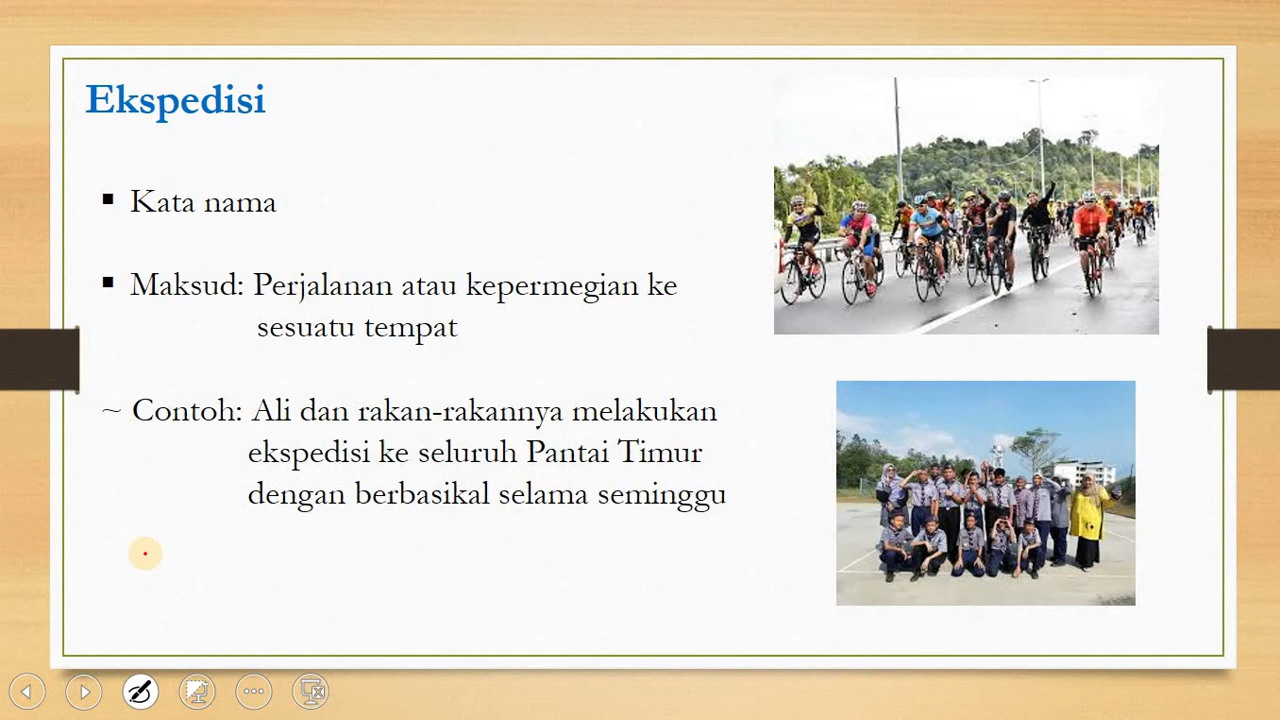 Ekspedisi
▪ Kata nama
▪ Maksud: Perjalanan atau kepermegian ke
sesuatu tempat
~ Contoh: Ali dan rakan-rakannya melakukan
ekspedisi ke seluruh Pantai Timur
dengan berbasikal selama seminggu